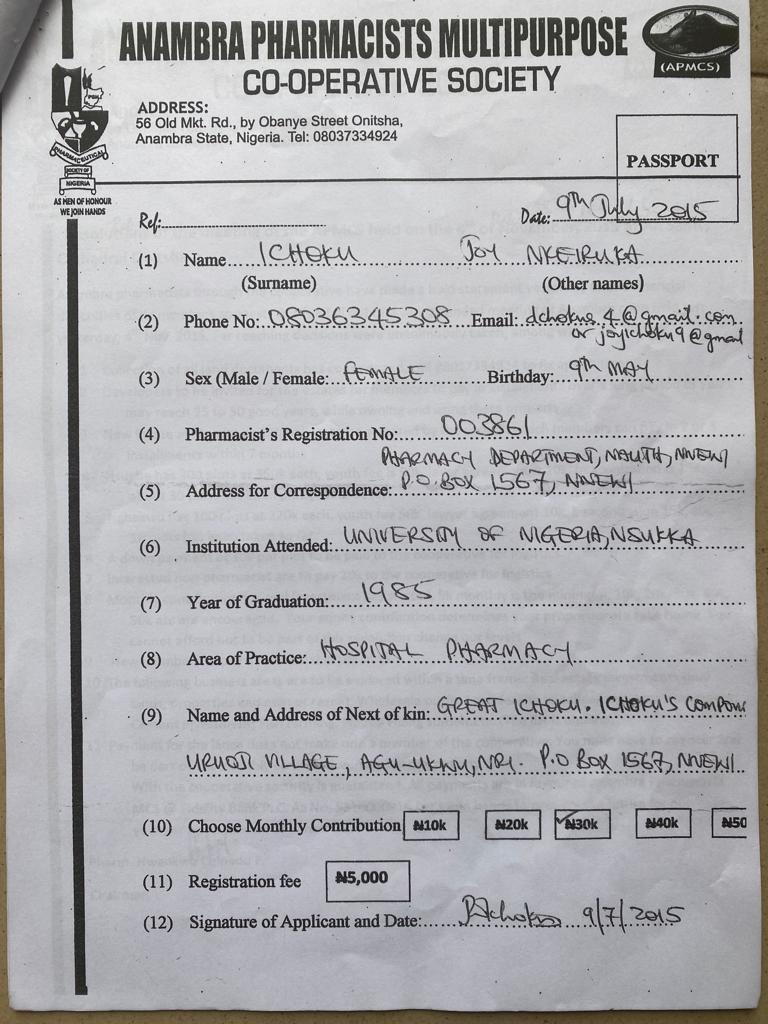 ANAMBRA PHARMACISTS MULTIPURPOSE
CO-OPERATIVE SOCIETY
(APMCS)
ADDRESS:
56 Old Mkt. Rd., by Obanye Street Onitsha,
Anambra State, Nigeria. Tel: 08037334924
PHARMACEUTICAL
SOCIETY OF
NIGERIA
AS MEN OF HONOUR
WE JOIN HANDS
PASSPORT
Ref: Date: 9th July 2015
(1) Name ICHOKU JOY NKEIRUKA
(Surname) (Other names)
(2) Phone No: 08036345308 Email: dchokus4@gmail.com
or joyichoku9@gmail
(3) Sex (Male / Female: FEMALE Birthday: 9th MAY
(4) Pharmacist's Registration No: 003861
PHARMACY DEPARTMENT, NAUTH, NNEWI
(5) Address for Correspondence: P.O. BOX 1567, NNEWI
(6) Institution Attended: UNIVERSITY OF NIGERIA, NSUKKA
(7) Year of Graduation: 1985
(8) Area of Practice: HOSPITAL PHARMACY
(9) Name and Address of Next of kin: GREAT ICHOKU. ICHOKU'S COMPOUN
URUOJI VILLAGE, AGU-UKWU, NRI. P.O BOX 1567, NNEWI
(10) Choose Monthly Contribution ₦10k ₦20k ₦30k ₦40k ₦50
(11) Registration fee ₦5,000
(12) Signature of Applicant and Date: 9/7/2015